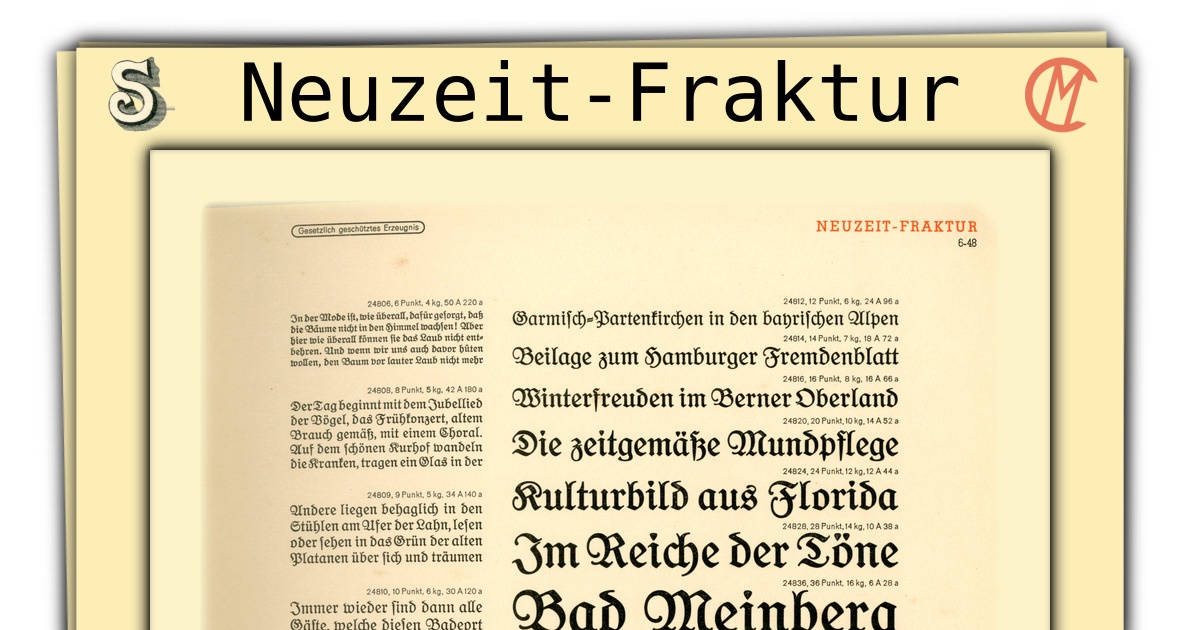 Neuzeit-Fraktur
Gesetzlich geschütztes Erzeugnis
NEUZEIT-FRAKTUR
6-48
24806, 6 Punkt, 4 kg, 50 A 220 a
In der Mode ist, wie überall, dafür gesorgt, daß
die Bäume nicht in den Himmel wachsen! Aber
hier wie überall können sie das Laub nicht ent-
behren. Und wenn wir uns auch davor hüten
wollen, den Baum vor lauter Laub nicht mehr
24808, 8 Punkt, 5 kg, 42 A 180 a
Der Tag beginnt mit dem Jubellied
der Vögel, das Frühkonzert, altem
Brauch gemäß, mit einem Choral.
Auf dem schönen Kurhof wandeln
die Kranken, tragen ein Glas in der
24809, 9 Punkt, 5 kg, 34 A 140 a
Andere liegen behaglich in den
Stühlen am Ufer der Lahn, lesen
oder sehen in das Grün der alten
Platanen über sich und träumen
24810, 10 Punkt, 6 kg, 30 A 120 a
Immer wieder sind dann alle
Gäste, welche diesen Badeort
24812, 12 Punkt, 6 kg, 24 A 96 a
Garmisch-Partenkirchen in den bayrischen Alpen
24814, 14 Punkt, 7 kg, 18 A 72 a
Beilage zum Hamburger Fremdenblatt
24816, 16 Punkt, 8 kg, 16 A 66 a
Winterfreuden im Berner Oberland
24820, 20 Punkt, 10 kg, 14 A 52 a
Die zeitgemäße Mundpflege
24824, 24 Punkt, 12 kg, 12 A 44 a
Kulturbild aus Florida
24828, 28 Punkt, 14 kg, 10 A 38 a
Im Reiche der Töne
24836, 36 Punkt, 16 kg, 6 A 28 a
Bad Meinberg